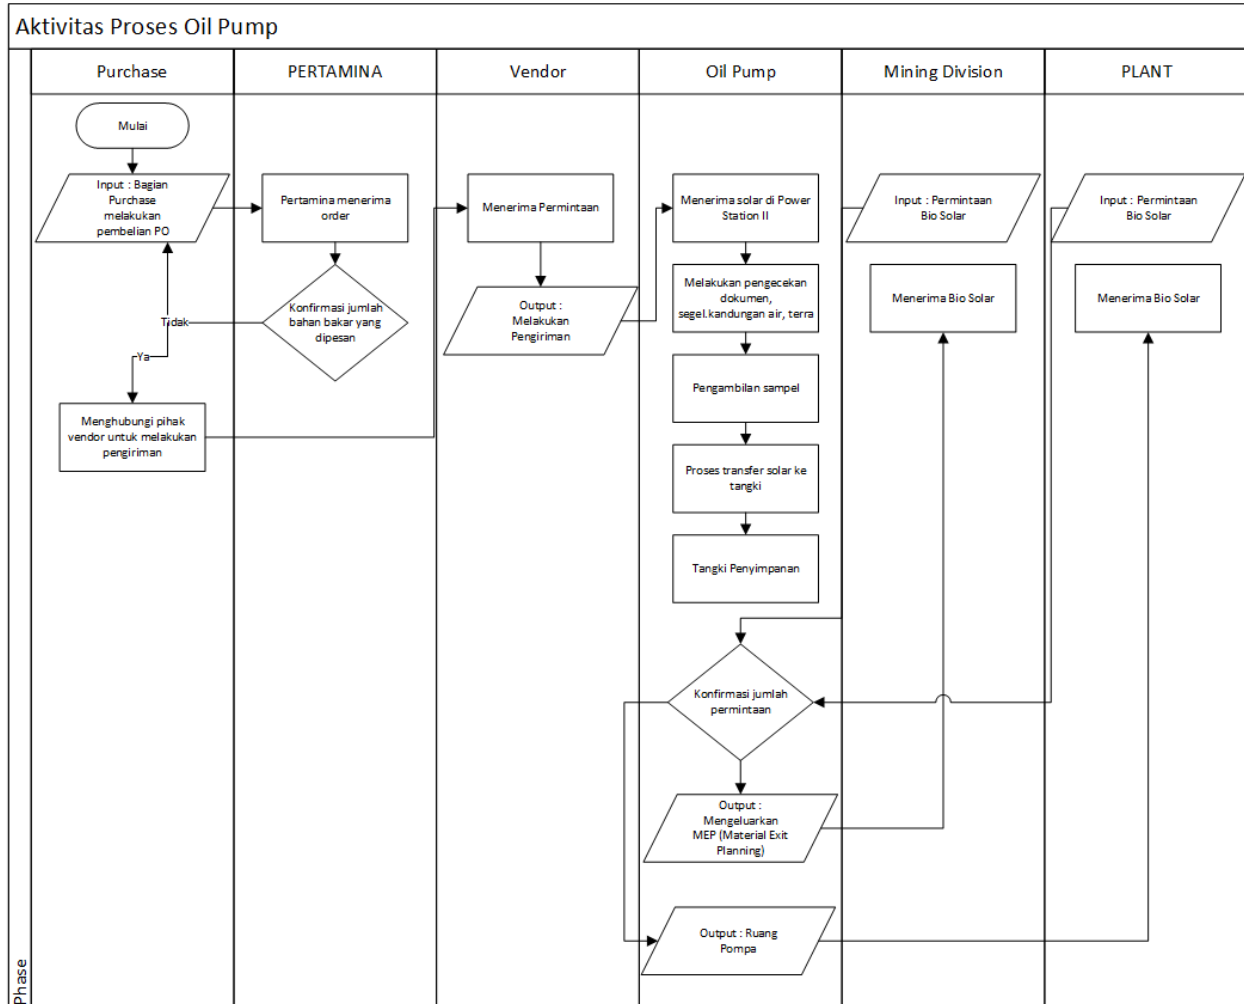 Aktivitas Proses Oil Pump
Purchase
PERTAMINA
Vendor
Oil Pump
Mining Division
PLANT
Mulai
Input : Bagian
Purchase
melakukan
pembelian PO
Pertamina menerima
order
Menerima Permintaan
Menerima solar di Power
Station II
Input : Permintaan
Bio Solar
Input : Permintaan
Bio Solar
Konfirmasi jumlah
bahan bakar yang
dipesan
Tidak
Ya
Output :
Melakukan
Pengiriman
Melakukan pengecekan
dokumen,
segel.kandungan air, terra
Menerima Bio Solar
Menerima Bio Solar
Menghubungi pihak
vendor untuk melakukan
pengiriman
Pengambilan sampel
Proses transfer solar ke
tangki
Tangki Penyimpanan
Konfirmasi jumlah
permintaan
Output :
Mengeluarkan
MEP (Material Exit
Planning)
Output : Ruang
Pompa
Phase